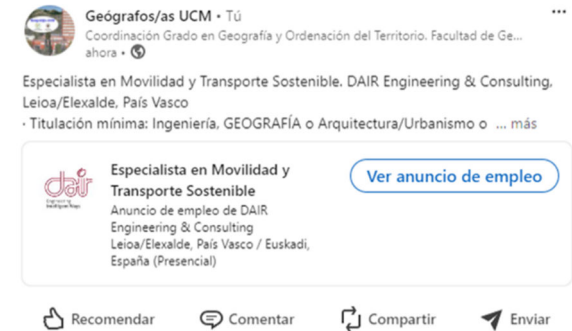 Geógrafos/as UCM • Tú
Coordinación Grado en Geografía y Ordenación del Territorio. Facultad de Ge...
ahora •
Especialista en Movilidad y Transporte Sostenible. DAIR Engineering & Consulting,
Leioa/Elexalde, País Vasco
· Titulación mínima: Ingeniería, GEOGRAFÍA o Arquitectura/Urbanismo o ... más
dair
Especialista en Movilidad y
Transporte Sostenible
Ver anuncio de empleo
Anuncio de empleo de DAIR
Engineering & Consulting
Leioa/Elexalde, País Vasco / Euskadi,
España (Presencial)
Recomendar
Comentar
Compartir
Enviar